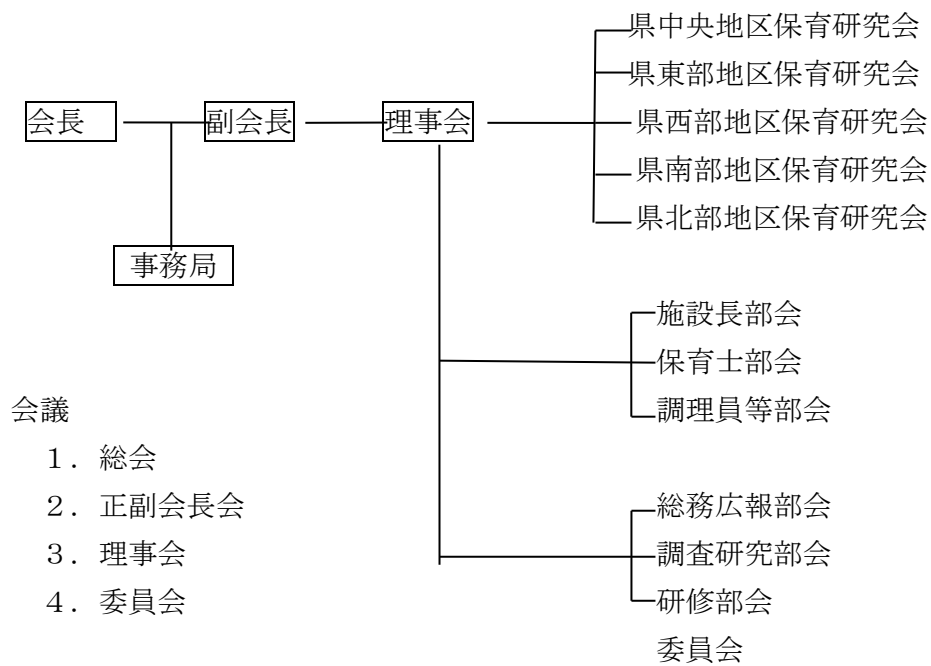 県中央地区保育研究会
県東部地区保育研究会
会長 副会長 理事会 県西部地区保育研究会
県南部地区保育研究会
県北部地区保育研究会
事務局
施設長部会
保育士部会
調理員等部会
会議
１．総会
２．正副会長会
３．理事会
４．委員会
総務広報部会
調査研究部会
研修部会
委員会